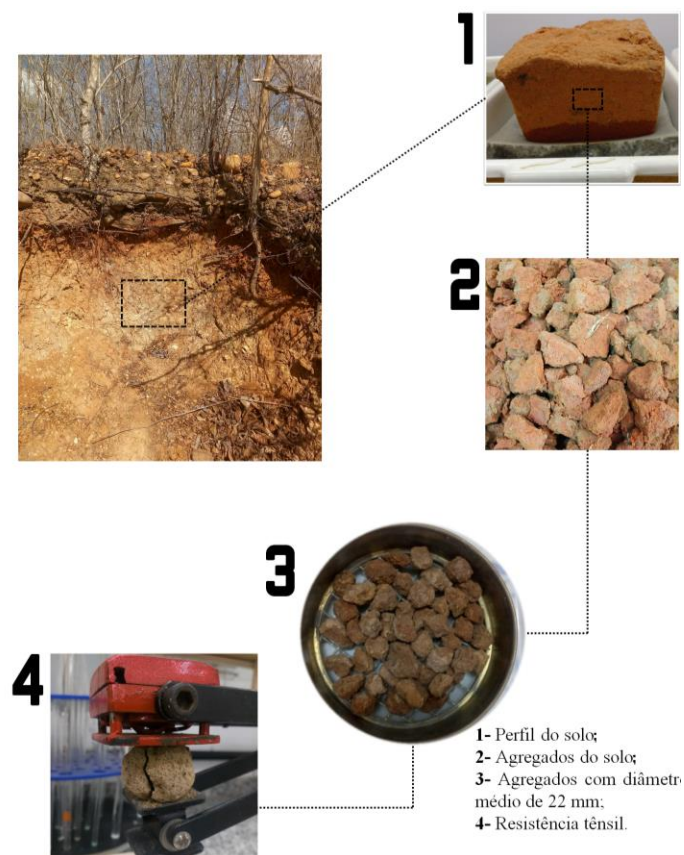 1
2
3
4
1- Perfil do solo;
2- Agregados do solo;
3- Agregados com diâmetro
médio de 22 mm;
4- Resistência tênsil.